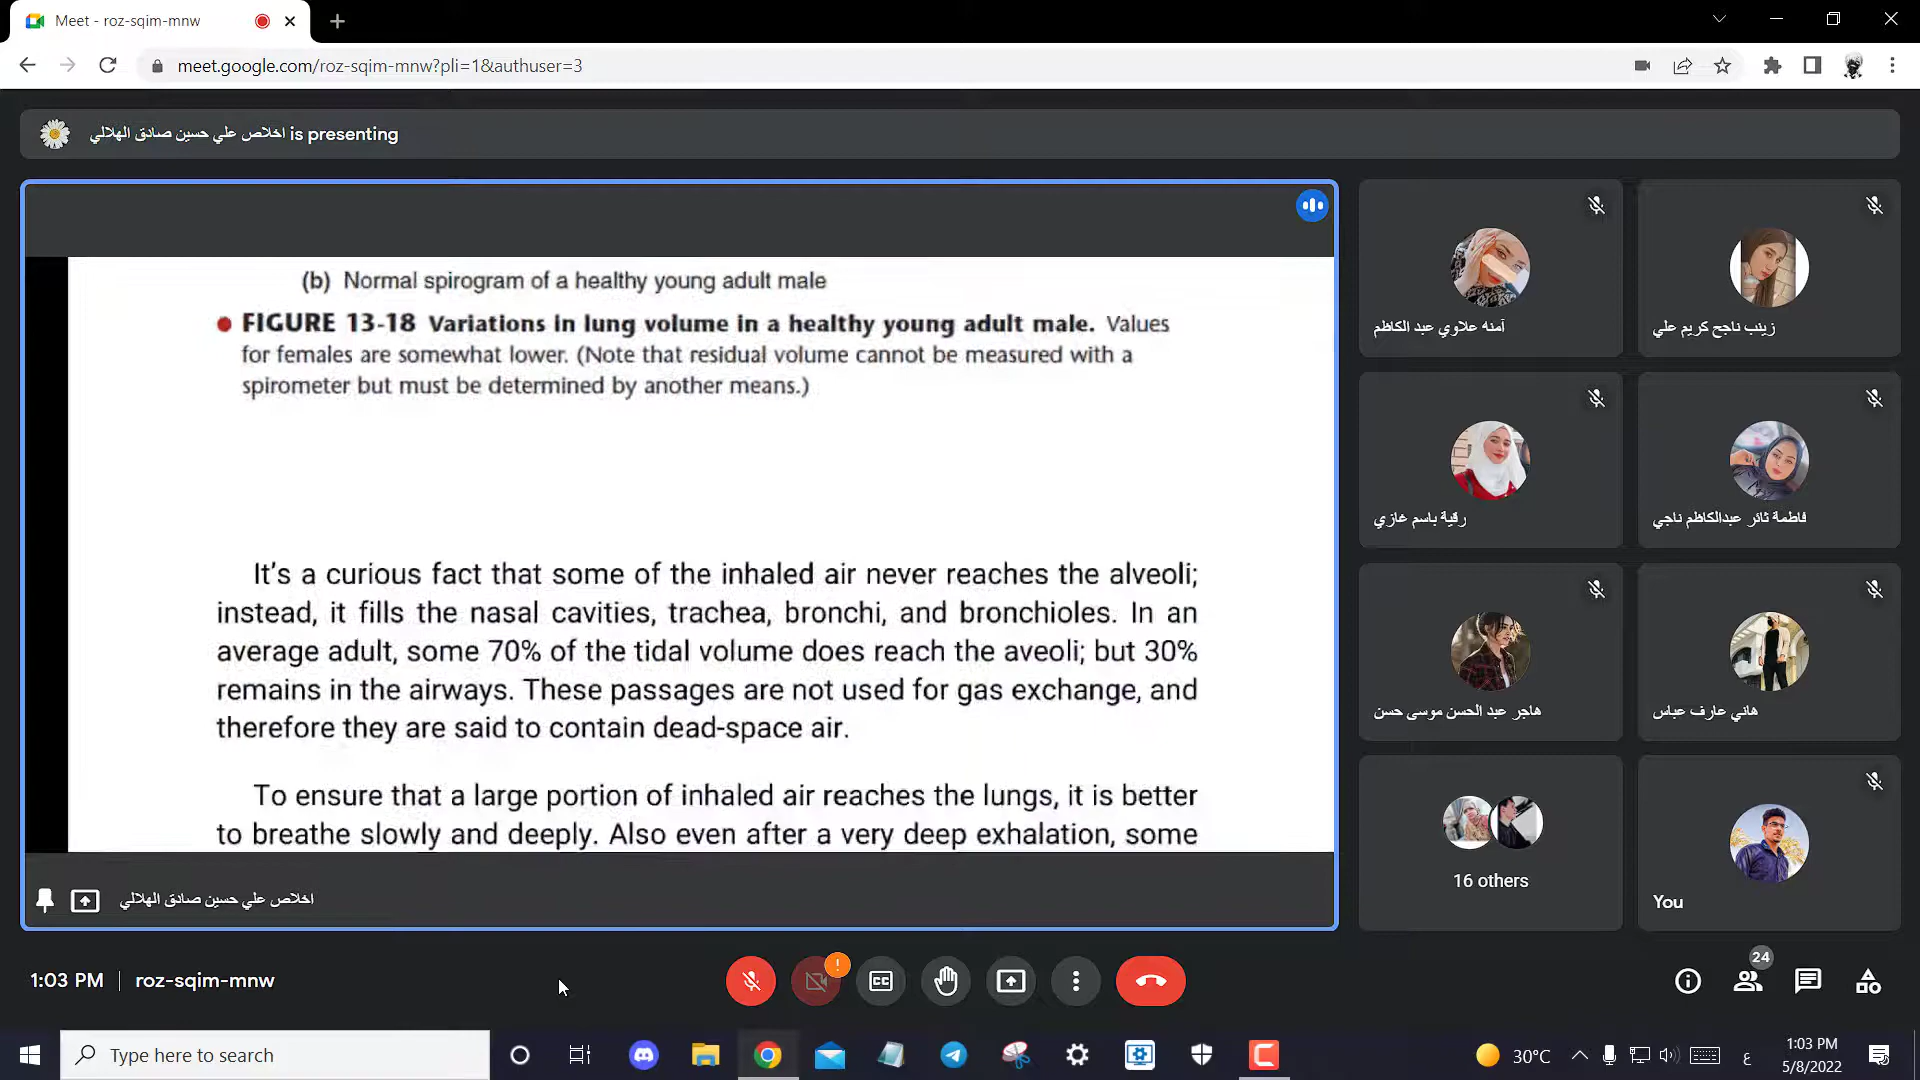 Meet - roz-sqim-mnw
meet.google.com/roz-sqim-mnw?pli=1&authuser=3
اخلاص علي حسين صادق الهلالي is presenting
(b) Normal spirogram of a healthy young adult male
FIGURE 13-18 Variations in lung volume in a healthy young adult male. Values
for females are somewhat lower. (Note that residual volume cannot be measured with a
spirometer but must be determined by another means.)
It's a curious fact that some of the inhaled air never reaches the alveoli;
instead, it fills the nasal cavities, trachea, bronchi, and bronchioles. In an
average adult, some 70% of the tidal volume does reach the aveoli; but 30%
remains in the airways. These passages are not used for gas exchange, and
therefore they are said to contain dead-space air.
To ensure that a large portion of inhaled air reaches the lungs, it is better
to breathe slowly and deeply. Also even after a very deep exhalation, some
اخلاص علي حسين صادق الهلالي
آمنه علاوي عبد الكاظم
زينب ناجح كريم علي
رقية باسم غازي
فاطمة ثائر عبدالكاظم ناجي
هاجر عبد الحسن موسى حسن
هاني عارف عباس
16 others
You
1:03 PM | roz-sqim-mnw
CC
24
Type here to search
30°C
ع
1:03 PM
5/8/2022